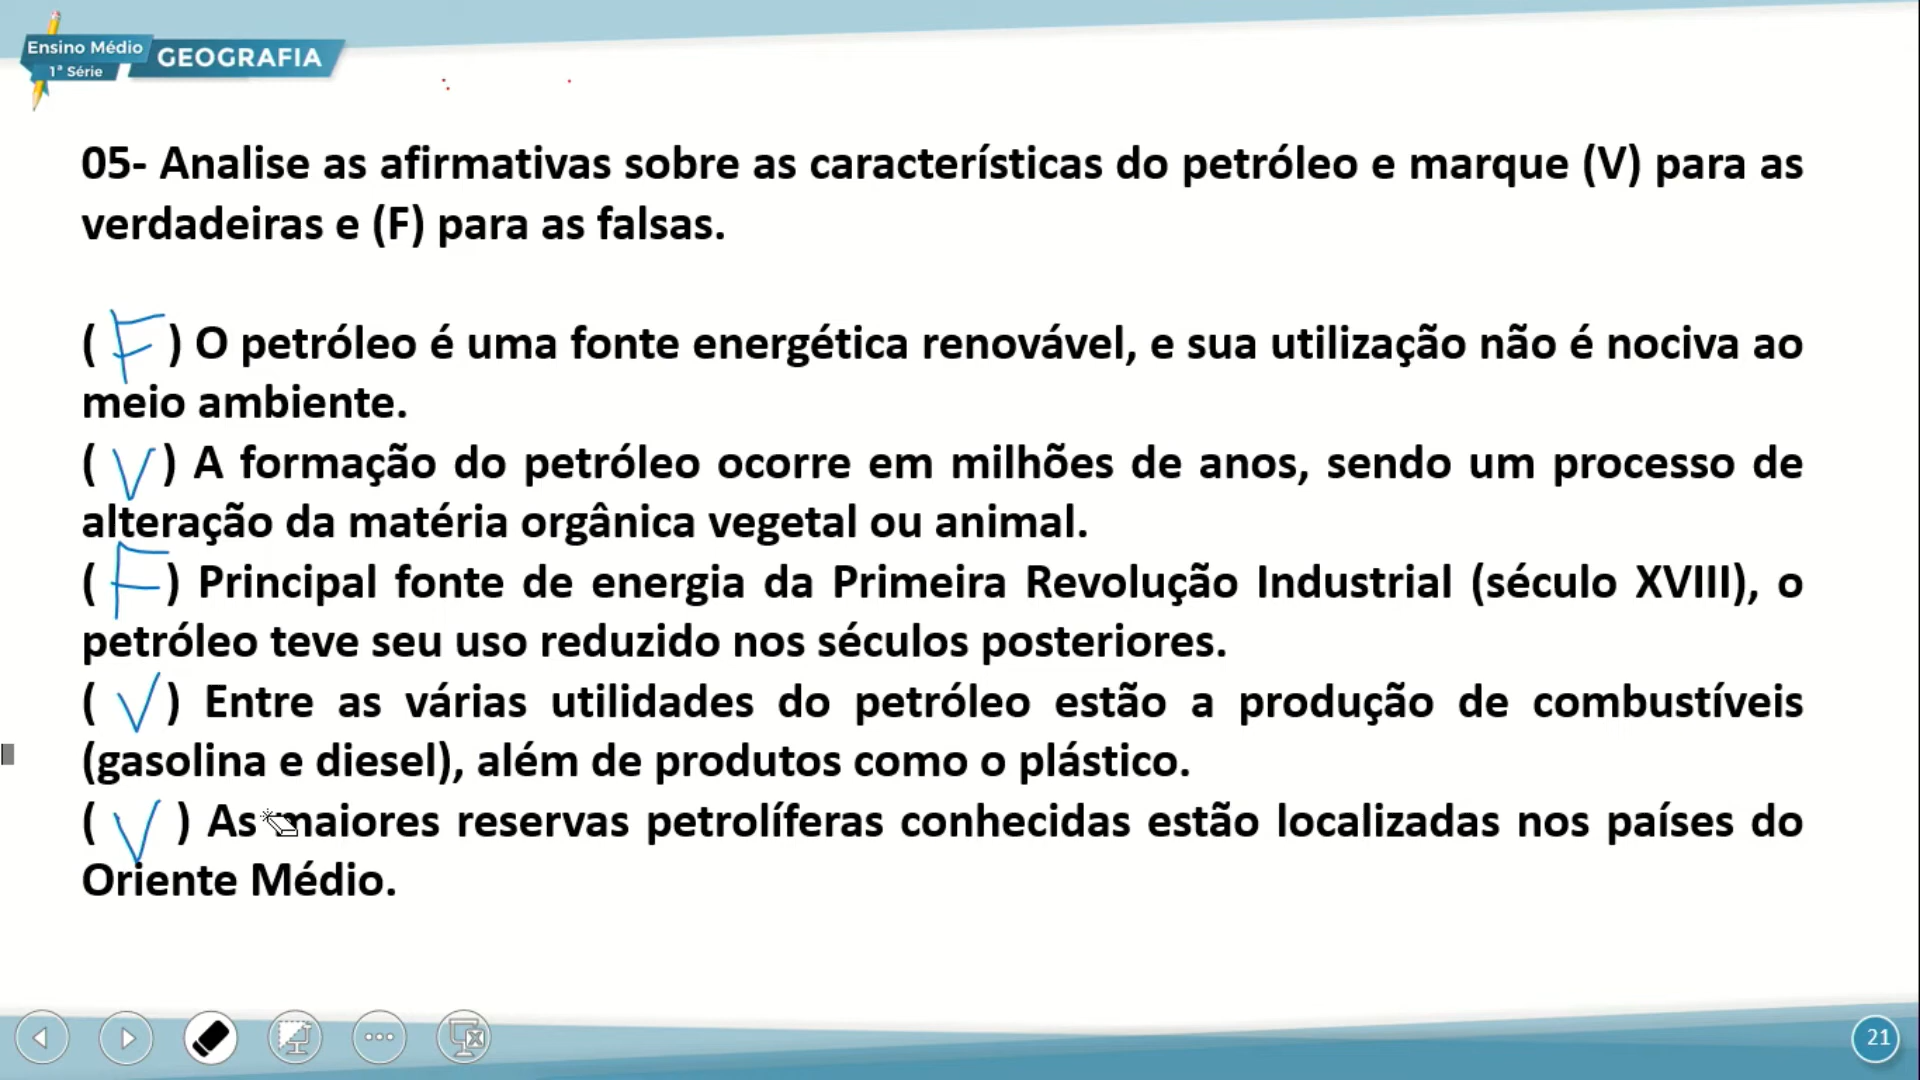 Ensino Médio
1ª Série
GEOGRAFIA
05- Analise as afirmativas sobre as características do petróleo e marque (V) para as
verdadeiras e (F) para as falsas.
( F ) O petróleo é uma fonte energética renovável, e sua utilização não é nociva ao
meio ambiente.
( V ) A formação do petróleo ocorre em milhões de anos, sendo um processo de
alteração da matéria orgânica vegetal ou animal.
( F ) Principal fonte de energia da Primeira Revolução Industrial (século XVIII), o
petróleo teve seu uso reduzido nos séculos posteriores.
( V ) Entre as várias utilidades do petróleo estão a produção de combustíveis
(gasolina e diesel), além de produtos como o plástico.
( V ) As maiores reservas petrolíferas conhecidas estão localizadas nos países do
Oriente Médio.
21